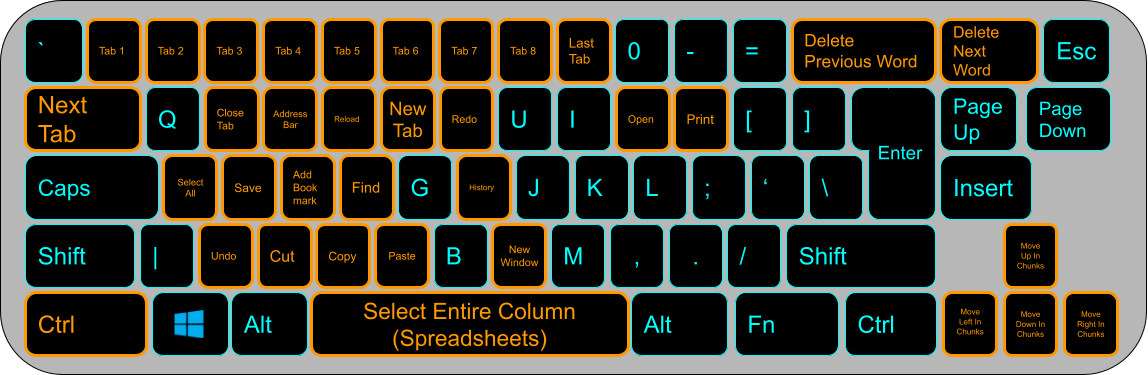 ` Tab 1 Tab 2 Tab 3 Tab 4 Tab 5 Tab 6 Tab 7 Tab 8 Last
Tab 0 - = Delete
Previous Word Delete
Next
Word Esc
Next
Tab Q Close
Tab Address
Bar Reload New
Tab Redo U I Open Print [ ] Enter Page
Up Page
Down
Caps Select
All Save Add
Book
mark Find G History J K L ; ‘ \ Insert
Shift | Undo Cut Copy Paste B New
Window M , . / Shift Move
Up In
Chunks
Ctrl Alt Select Entire Column
(Spreadsheets) Alt Fn Ctrl Move
Left In
Chunks Move
Down In
Chunks Move
Right In
Chunks